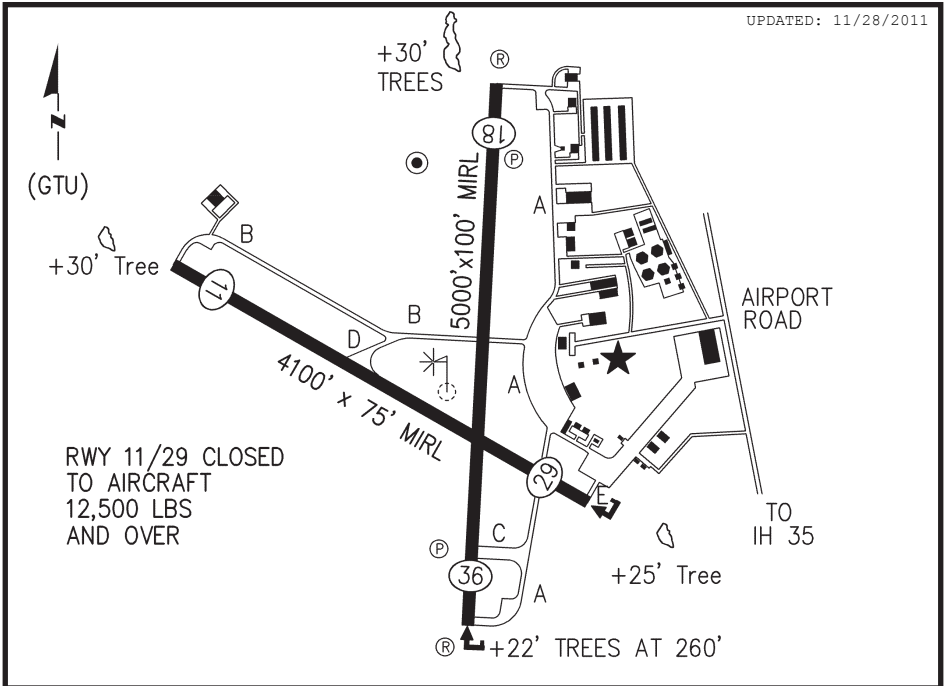 UPDATED: 11/28/2011
+30'
TREES
R
18
P
N
(GTU)
A
B
+30' Tree
11
5000'x100' MIRL
B
D
AIRPORT
ROAD
A
4100' x 75' MIRL
RWY 11/29 CLOSED
TO AIRCRAFT
12,500 LBS
AND OVER
29
E
TO
IH 35
C
P
36
A
+25' Tree
R
+22' TREES AT 260'